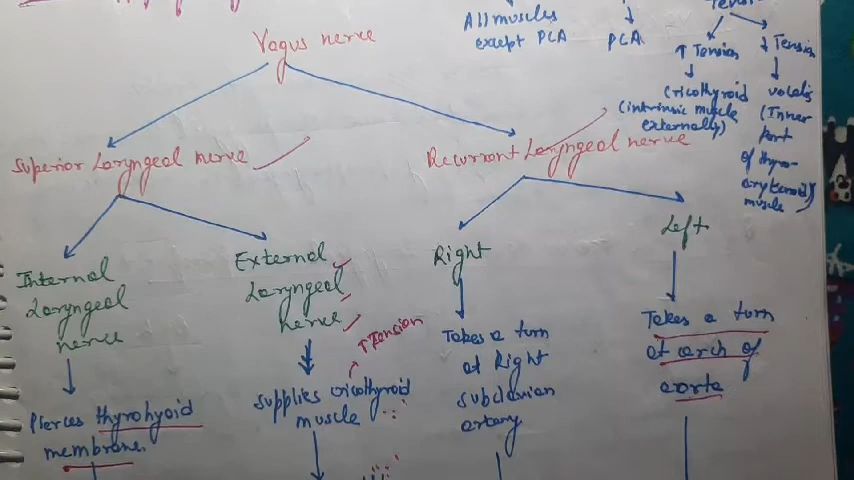 All muscles
except PCA
PCA
↑ Tension
↓ Tension
Cricothyroid
(intrinsic muscle
externally)
vocalis
(Inner
part
of thyro-
arytenoid)
muscle
Vagus nerve
Superior Laryngeal nerve
Recurrant Laryngeal nerve
Internal
Laryngeal
nerve
External
Laryngeal
nerve
Right
Left
Pierces thyrohyoid
membrane.
↑ Tension
Supplies cricothyroid
muscle
Takes a turn
at Right
subclavian
artery
Takes a turn
at arch of
aorta